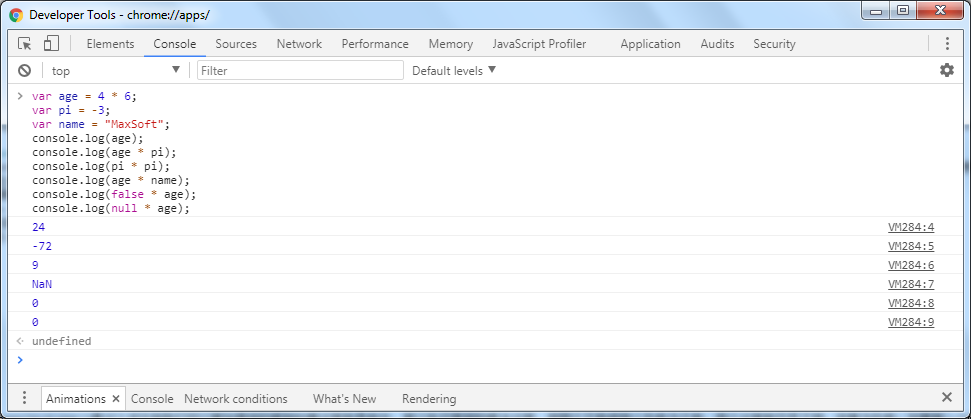 Developer Tools - chrome://apps/
Elements Console Sources Network Performance Memory JavaScript Profiler Application Audits Security
top Filter Default levels
> var age = 4 * 6;
var pi = -3;
var name = "MaxSoft";
console.log(age);
console.log(age * pi);
console.log(pi * pi);
console.log(age * name);
console.log(false * age);
console.log(null * age);
24 VM284:4
-72 VM284:5
9 VM284:6
NaN VM284:7
0 VM284:8
0 VM284:9
undefined
>
Animations × Console Network conditions What's New Rendering